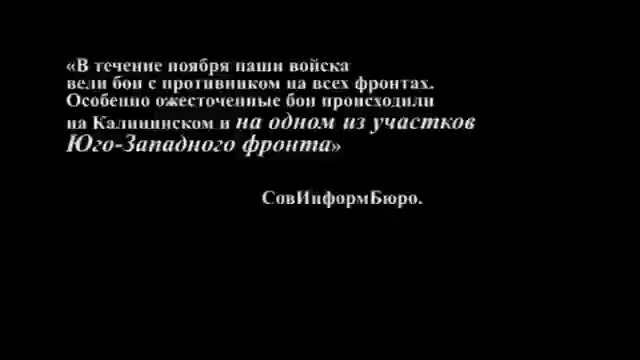 «В течение ноября наши войска
вели бои с противником на всех фронтах.
Особенно ожесточенные бои происходили
на Калининском и на одном из участков
Юго-Западного фронта»
СовИнформБюро.